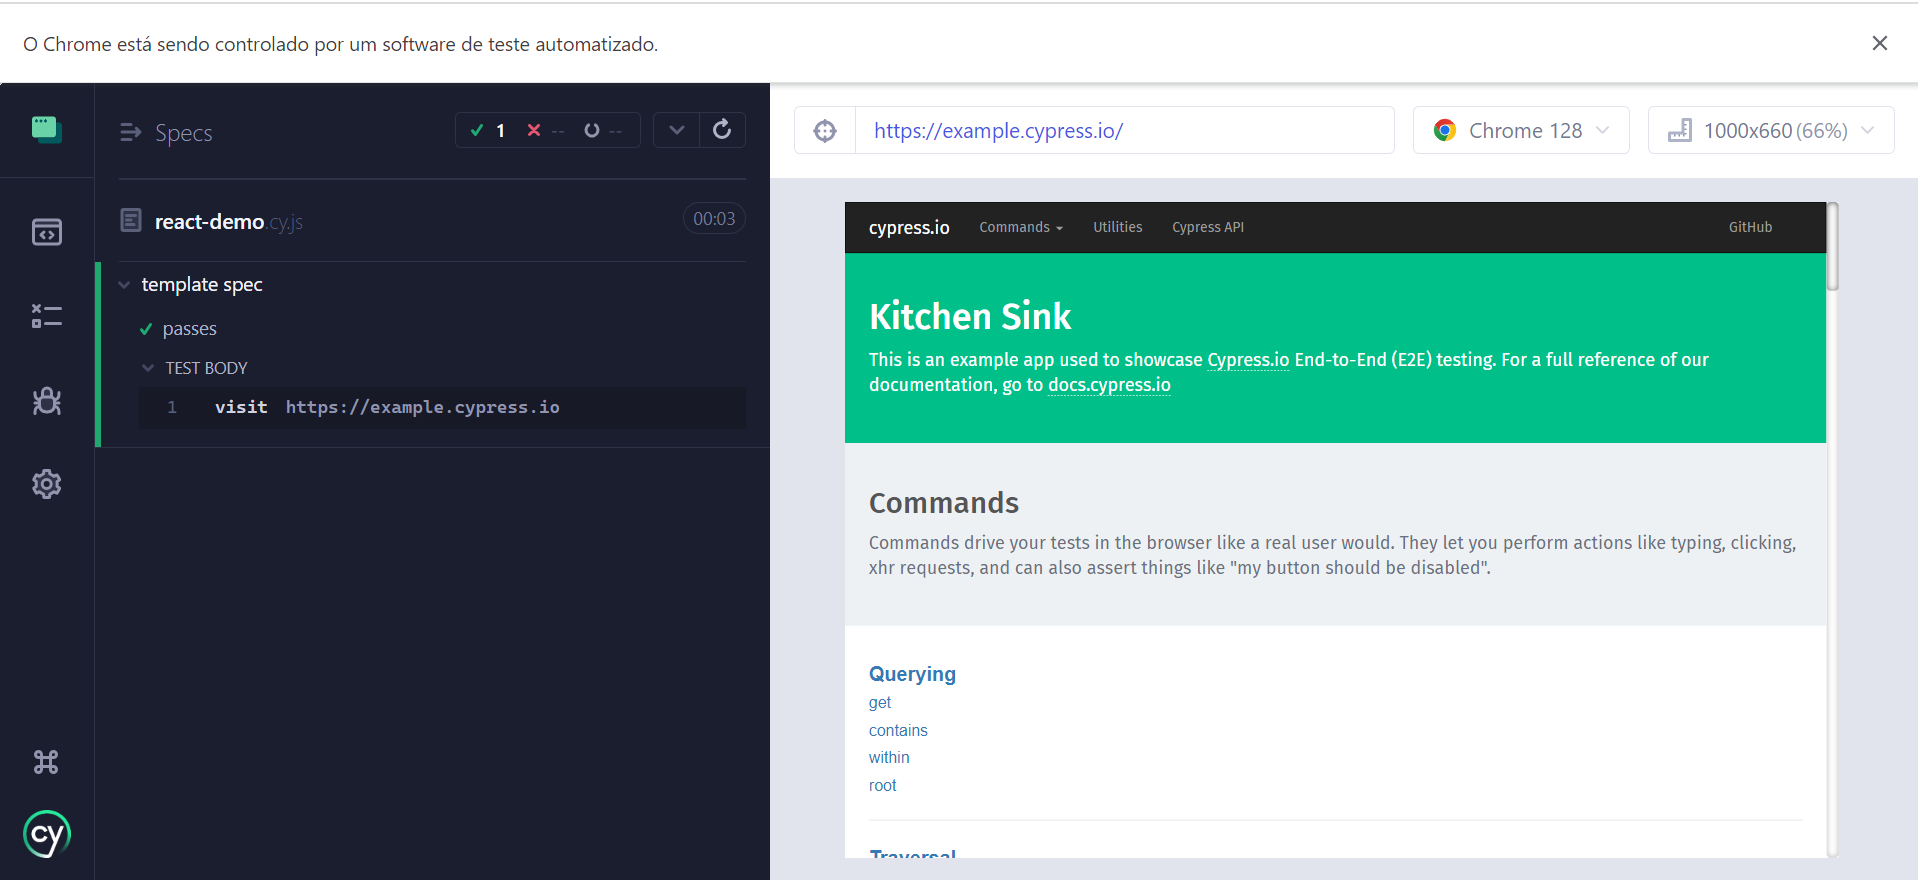 O Chrome está sendo controlado por um software de teste automatizado.
Specs
1 -- --
react-demo.cy.js
00:03
template spec
passes
TEST BODY
1 visit https://example.cypress.io
cy
https://example.cypress.io/
Chrome 128
1000x660 (66%)
cypress.io Commands Utilities Cypress API GitHub
Kitchen Sink
This is an example app used to showcase Cypress.io End-to-End (E2E) testing. For a full reference of our
documentation, go to docs.cypress.io
Commands
Commands drive your tests in the browser like a real user would. They let you perform actions like typing, clicking,
xhr requests, and can also assert things like "my button should be disabled".
Querying
get
contains
within
root
Traversal